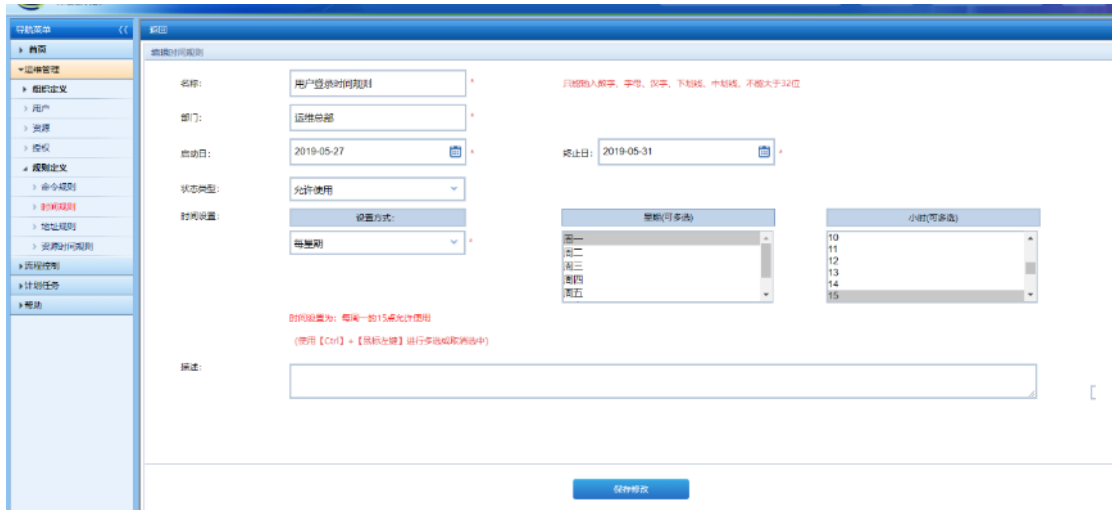 导航菜单
返回
首页
编辑时间规则
运维管理
组织定义
用户
资源
授权
规则定义
命令规则
时间规则
地址规则
资源时间规则
流程控制
计划任务
帮助
名称: 用户登录时间规则 * 只能输入数字、字母、汉字、下划线、中划线，不能大于32位
部门: 运维总部 *
启动日: 2019-05-27 * 终止日: 2019-05-31 *
状态类型: 允许使用
时间设置: 设置方式: 星期(可多选) 小时(可多选)
每星期 *
周一
周二
周三
周四
周五
10
11
12
13
14
15
时间设置为: 每周一的15点允许使用
(使用【Ctrl】+【鼠标左键】进行多选或取消选中)
描述:
保存修改